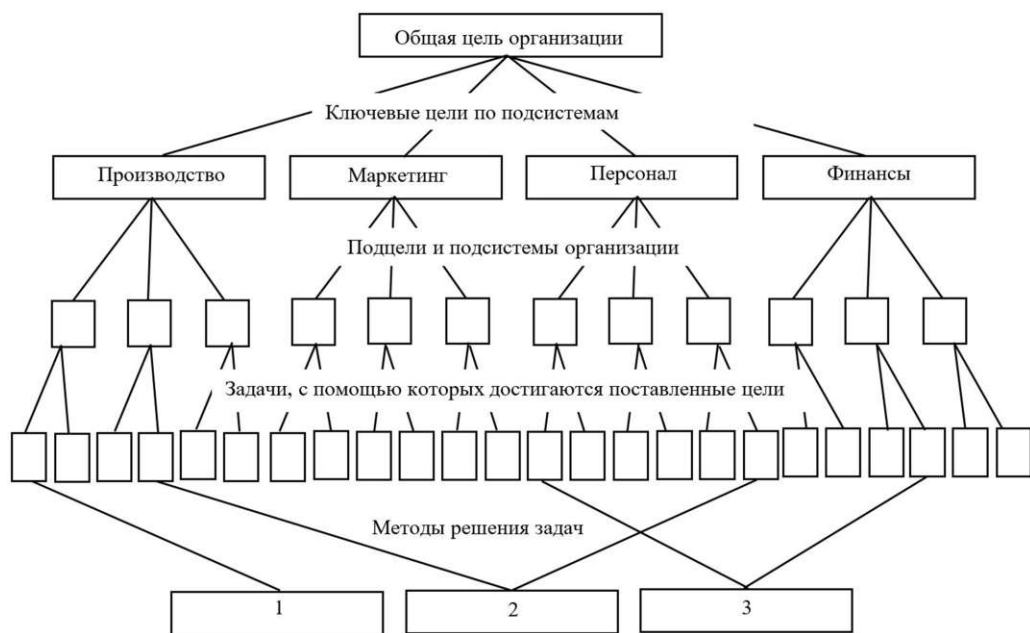 Общая цель организации
Ключевые цели по подсистемам
Производство
Маркетинг
Персонал
Финансы
Подцели и подсистемы организации
Задачи, с помощью которых достигаются поставленные цели
Методы решения задач
1
2
3